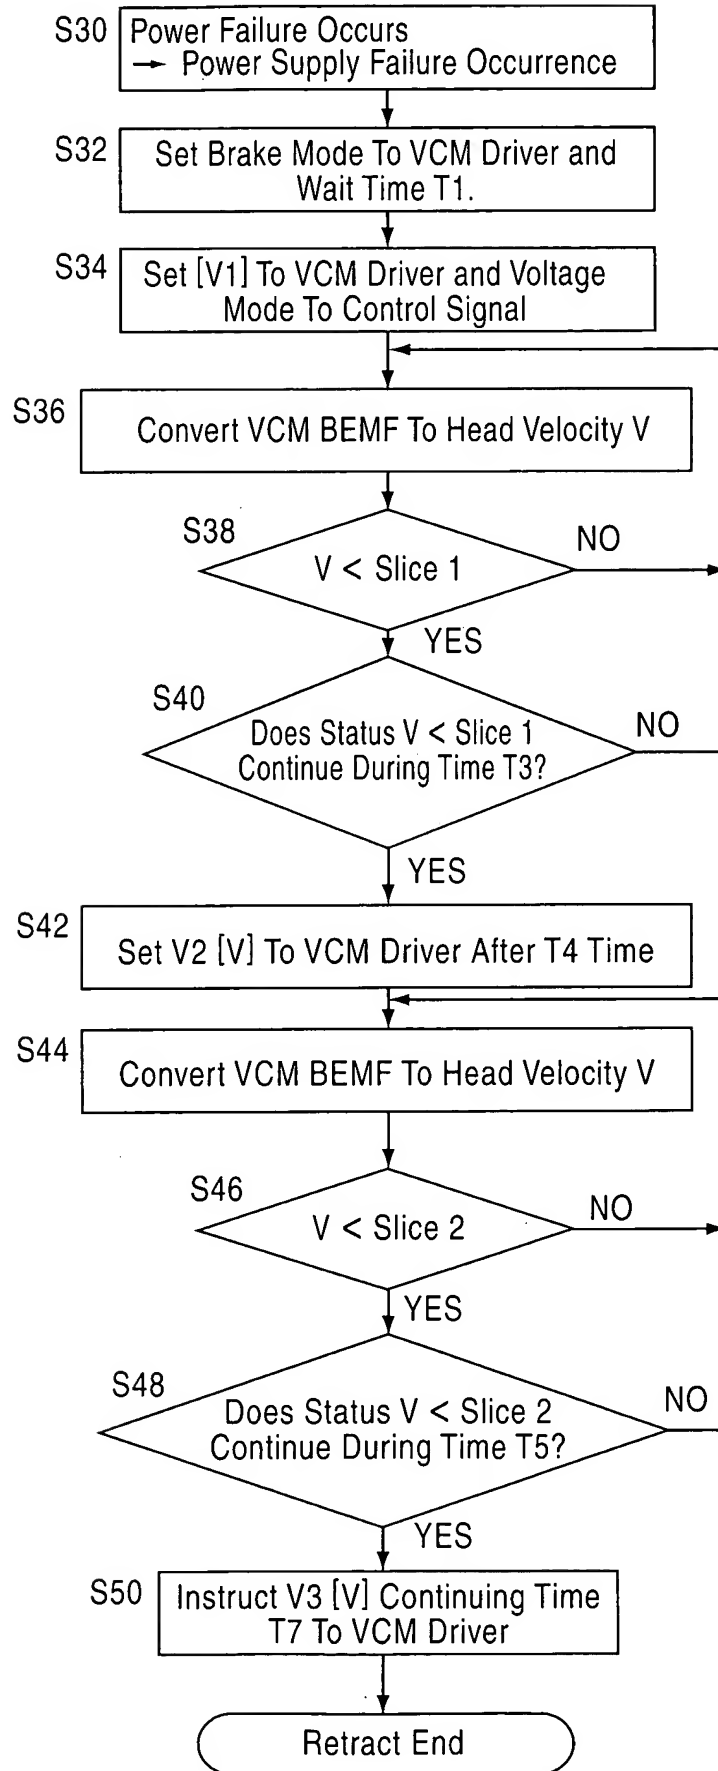 S30
Power Failure Occurs
→ Power Supply Failure Occurrence
S32
Set Brake Mode To VCM Driver and
Wait Time T1.
S34
Set [V1] To VCM Driver and Voltage
Mode To Control Signal
S36
Convert VCM BEMF To Head Velocity V
S38
V < Slice 1
NO
YES
S40
Does Status V < Slice 1
Continue During Time T3?
NO
YES
S42
Set V2 [V] To VCM Driver After T4 Time
S44
Convert VCM BEMF To Head Velocity V
S46
V < Slice 2
NO
YES
S48
Does Status V < Slice 2
Continue During Time T5?
NO
YES
S50
Instruct V3 [V] Continuing Time
T7 To VCM Driver
Retract End